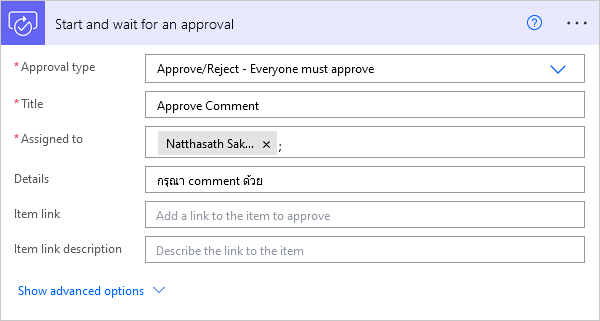 Start and wait for an approval
* Approval type
Approve/Reject - Everyone must approve
* Title
Approve Comment
* Assigned to
Natthasath Sak... × ;
Details
กรุณา comment ด้วย
Item link
Add a link to the item to approve
Item link description
Describe the link to the item
Show advanced options